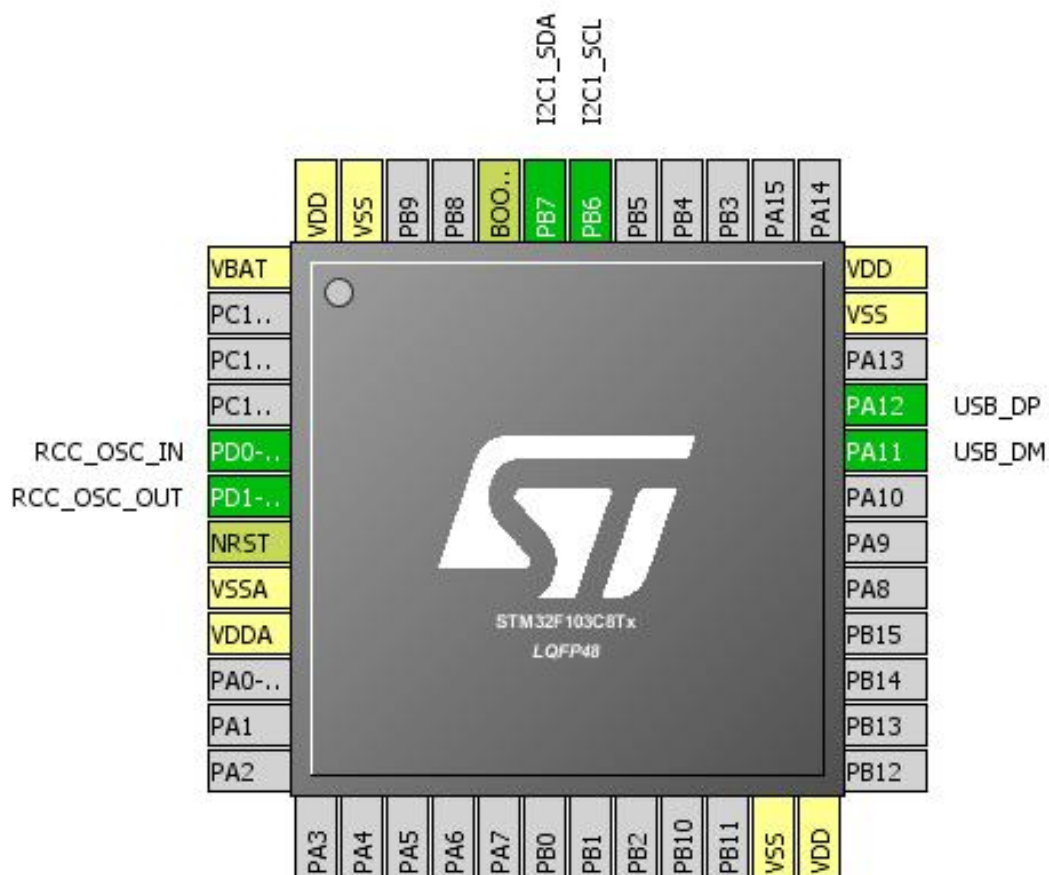 I2C1_SDA
I2C1_SCL
VDD
VSS
PB9
PB8
BOO..
PB7
PB6
PB5
PB4
PB3
PA15
PA14
VBAT
VDD
PC1..
VSS
PC1..
PA13
PC1..
PA12 USB_DP
RCC_OSC_IN PD0-..
PA11 USB_DM
RCC_OSC_OUT PD1-..
PA10
NRST
PA9
VSSA
PA8
VDDA
PB15
PA0-..
PB14
PA1
PB13
PA2
PB12
ST
STM32F103C8Tx
LQFP48
PA3
PA4
PA5
PA6
PA7
PB0
PB1
PB2
PB10
PB11
VSS
VDD